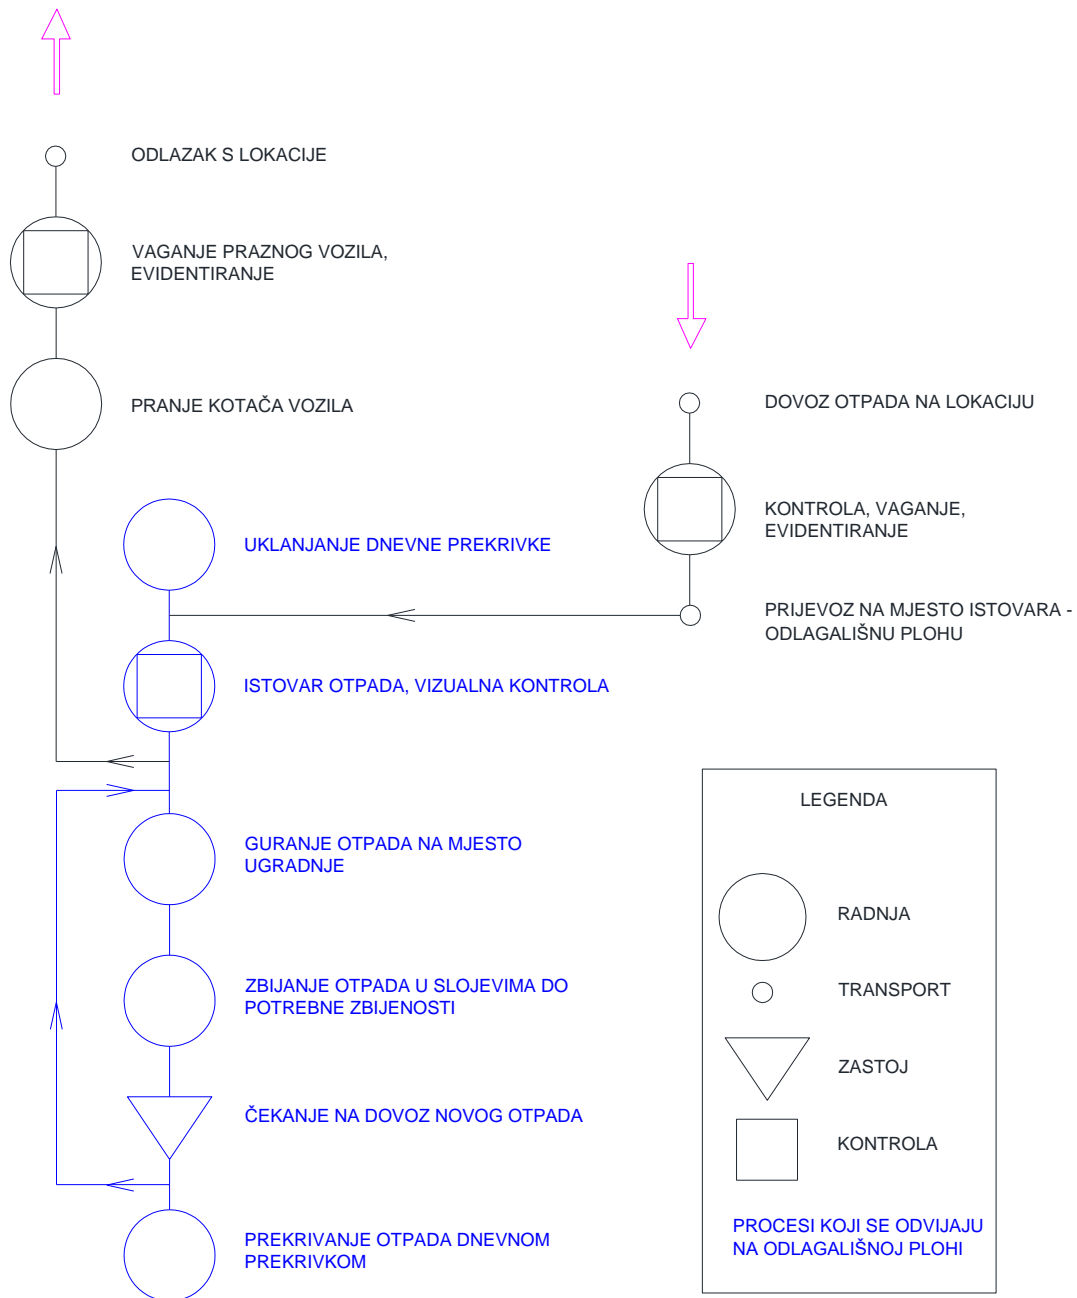 ODLAZAK S LOKACIJE
VAGANJE PRAZNOG VOZILA,
EVIDENTIRANJE
PRANJE KOTAČA VOZILA
DOVOZ OTPADA NA LOKACIJU
KONTROLA, VAGANJE,
EVIDENTIRANJE
PRIJEVOZ NA MJESTO ISTOVARA -
ODLAGALIŠNU PLOHU
UKLANJANJE DNEVNE PREKRIVKE
ISTOVAR OTPADA, VIZUALNA KONTROLA
GURANJE OTPADA NA MJESTO
UGRADNJE
ZBIJANJE OTPADA U SLOJEVIMA DO
POTREBNE ZBIJENOSTI
ČEKANJE NA DOVOZ NOVOG OTPADA
PREKRIVANJE OTPADA DNEVNOM
PREKRIVKOM
LEGENDA
RADNJA
TRANSPORT
ZASTOJ
KONTROLA
PROCESI KOJI SE ODVIJAJU
NA ODLAGALIŠNOJ PLOHI